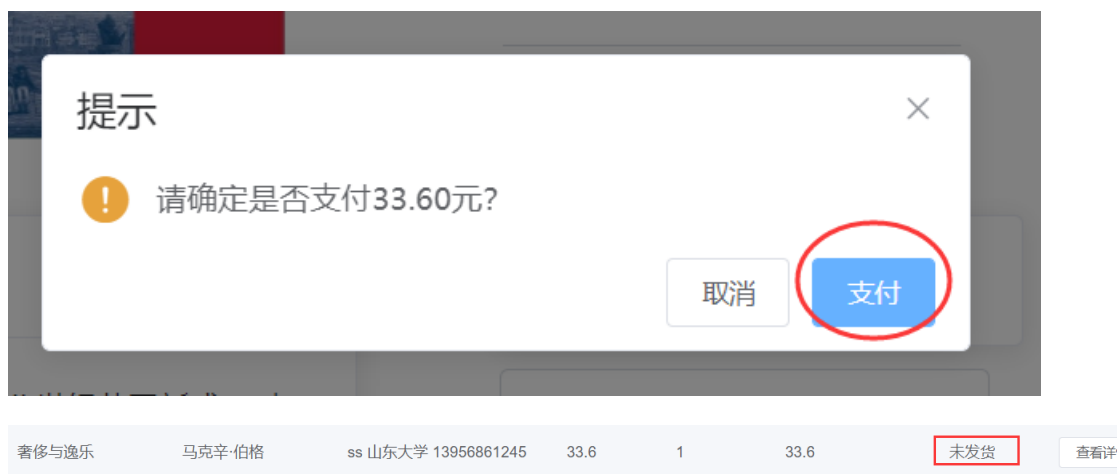 提示
请确定是否支付33.60元?
取消 支付
奢侈与逸乐 马克辛·伯格 ss 山东大学 13956861245 33.6 1 33.6 未发货 查看详